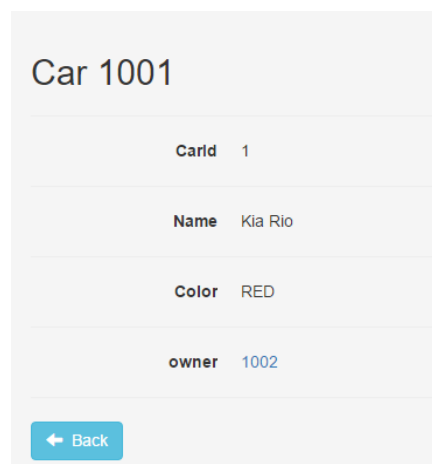 Car 1001
CarId 1
Name Kia Rio
Color RED
owner 1002
Back